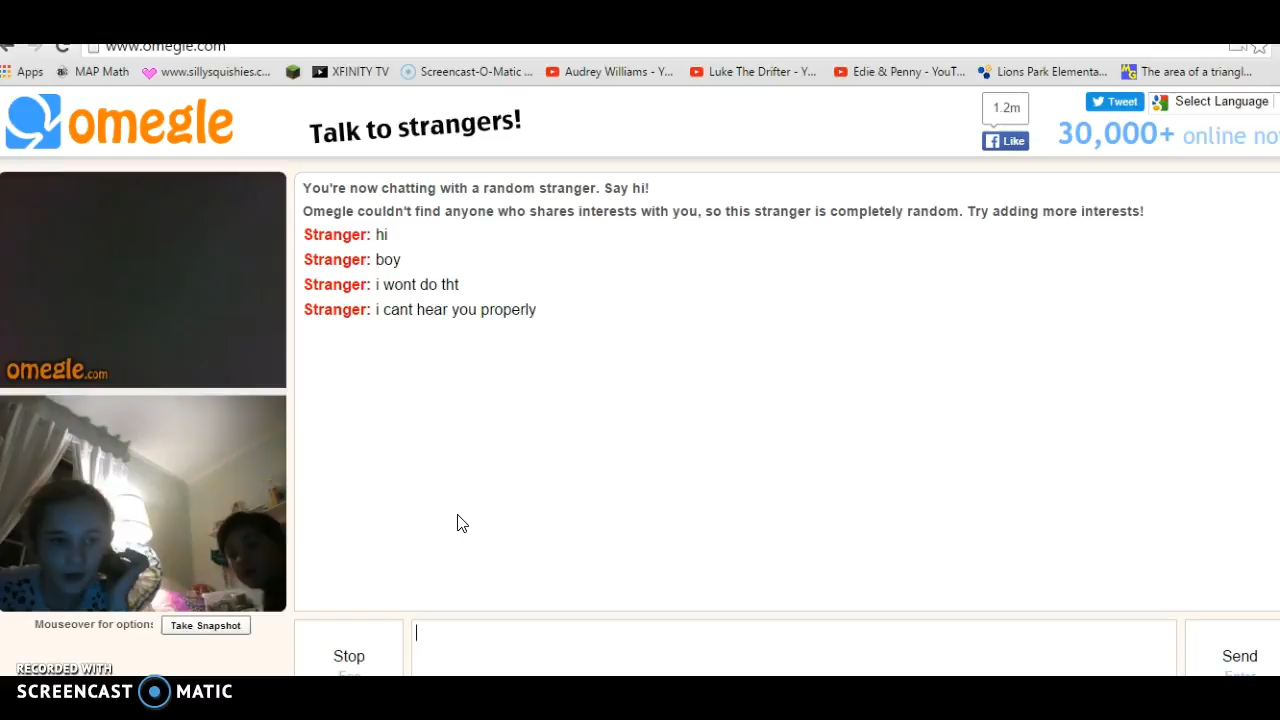 www.omegle.com
Apps MAP Math www.sillysquishies.c... XFINITY TV Screencast-O-Matic ... Audrey Williams - Y... Luke The Drifter - Y... Edie & Penny - YouT... Lions Park Elementa... The area of a triangl...
omegle Talk to strangers! 1.2m Like Tweet Select Language 30,000+ online no
You're now chatting with a random stranger. Say hi!
Omegle couldn't find anyone who shares interests with you, so this stranger is completely random. Try adding more interests!
Stranger: hi
Stranger: boy
Stranger: i wont do tht
Stranger: i cant hear you properly
omegle.com
Mouseover for options Take Snapshot
Stop Send
RECORDED WITH
SCREENCAST MATIC